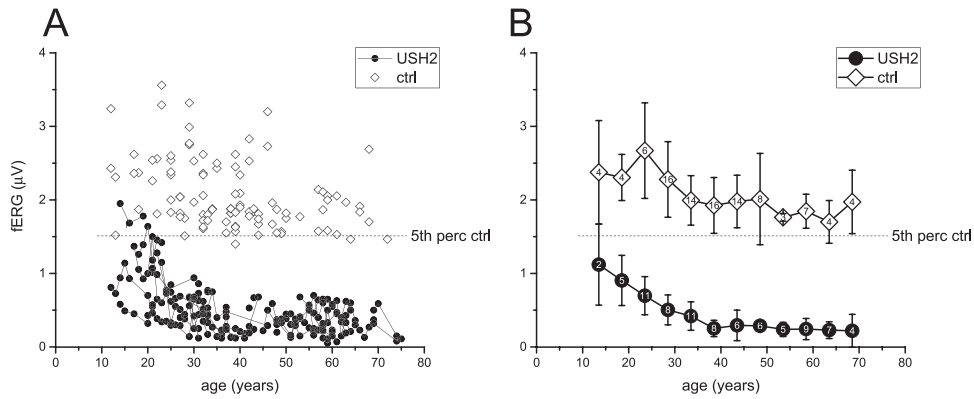 A
B
4
3
2
1
0
fERG (µV)
USH2
ctrl
5th perc ctrl
0 10 20 30 40 50 60 70 80
age (years)
4
3
2
1
0
USH2
ctrl
4 4 6 16 14 16 14 8 7 4 4
5th perc ctrl
2 5 11 8 11 8 6 6 5 9 7 4
0 10 20 30 40 50 60 70 80
age (years)